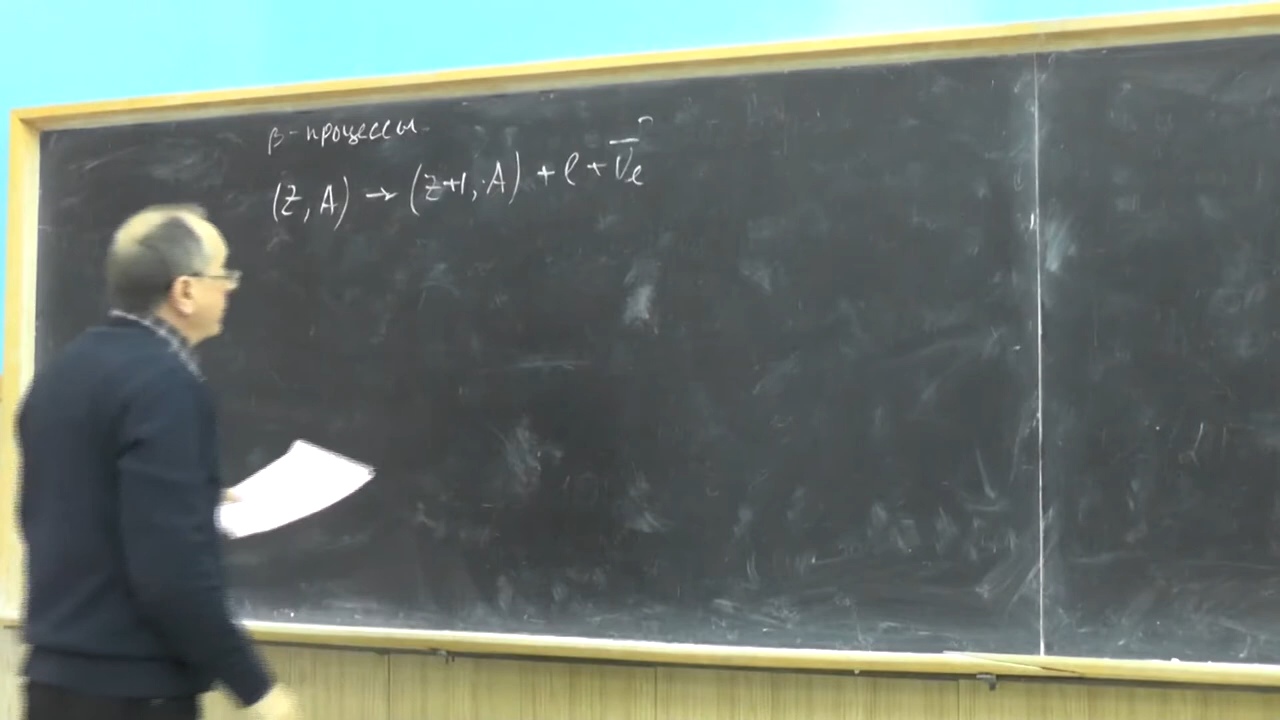 β-процессы
(Z, A) → (Z+1, A) + e + ν̅ₑ